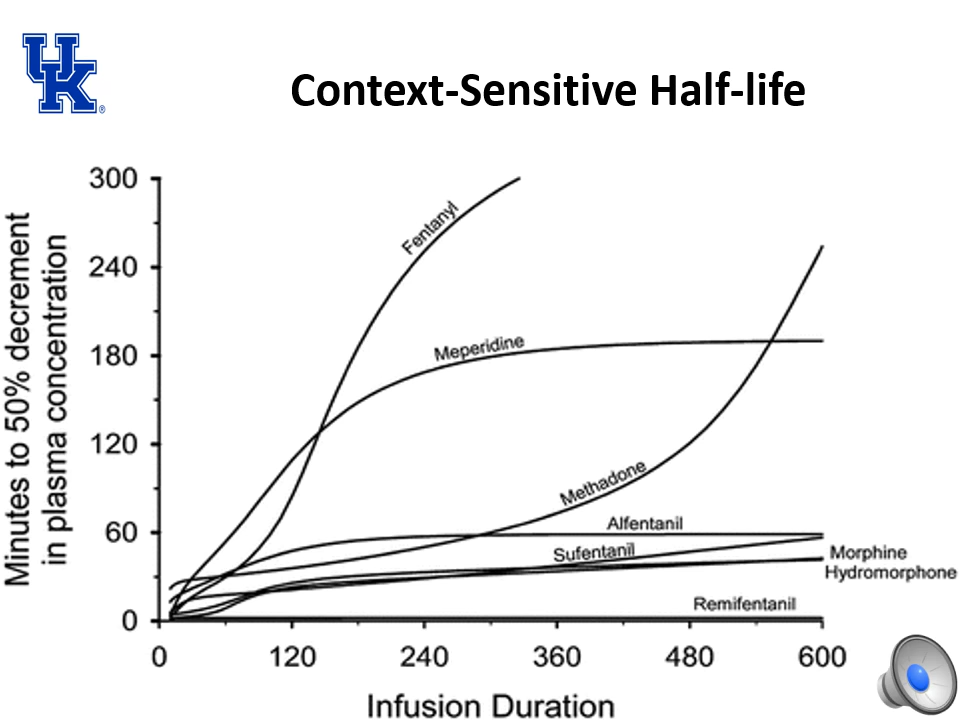 UK
®
Context-Sensitive Half-life
Minutes to 50% decrement
in plasma concentration
300
240
180
120
60
0
Fentanyl
Meperidine
Methadone
Alfentanil
Sufentanil
Morphine
Hydromorphone
Remifentanil
0 120 240 360 480 600
Infusion Duration